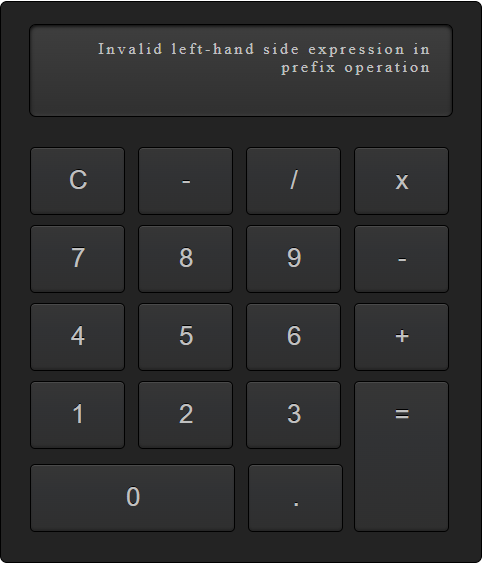 Invalid left-hand side expression in
prefix operation
C - / x
7 8 9 -
4 5 6 +
1 2 3 =
0 .